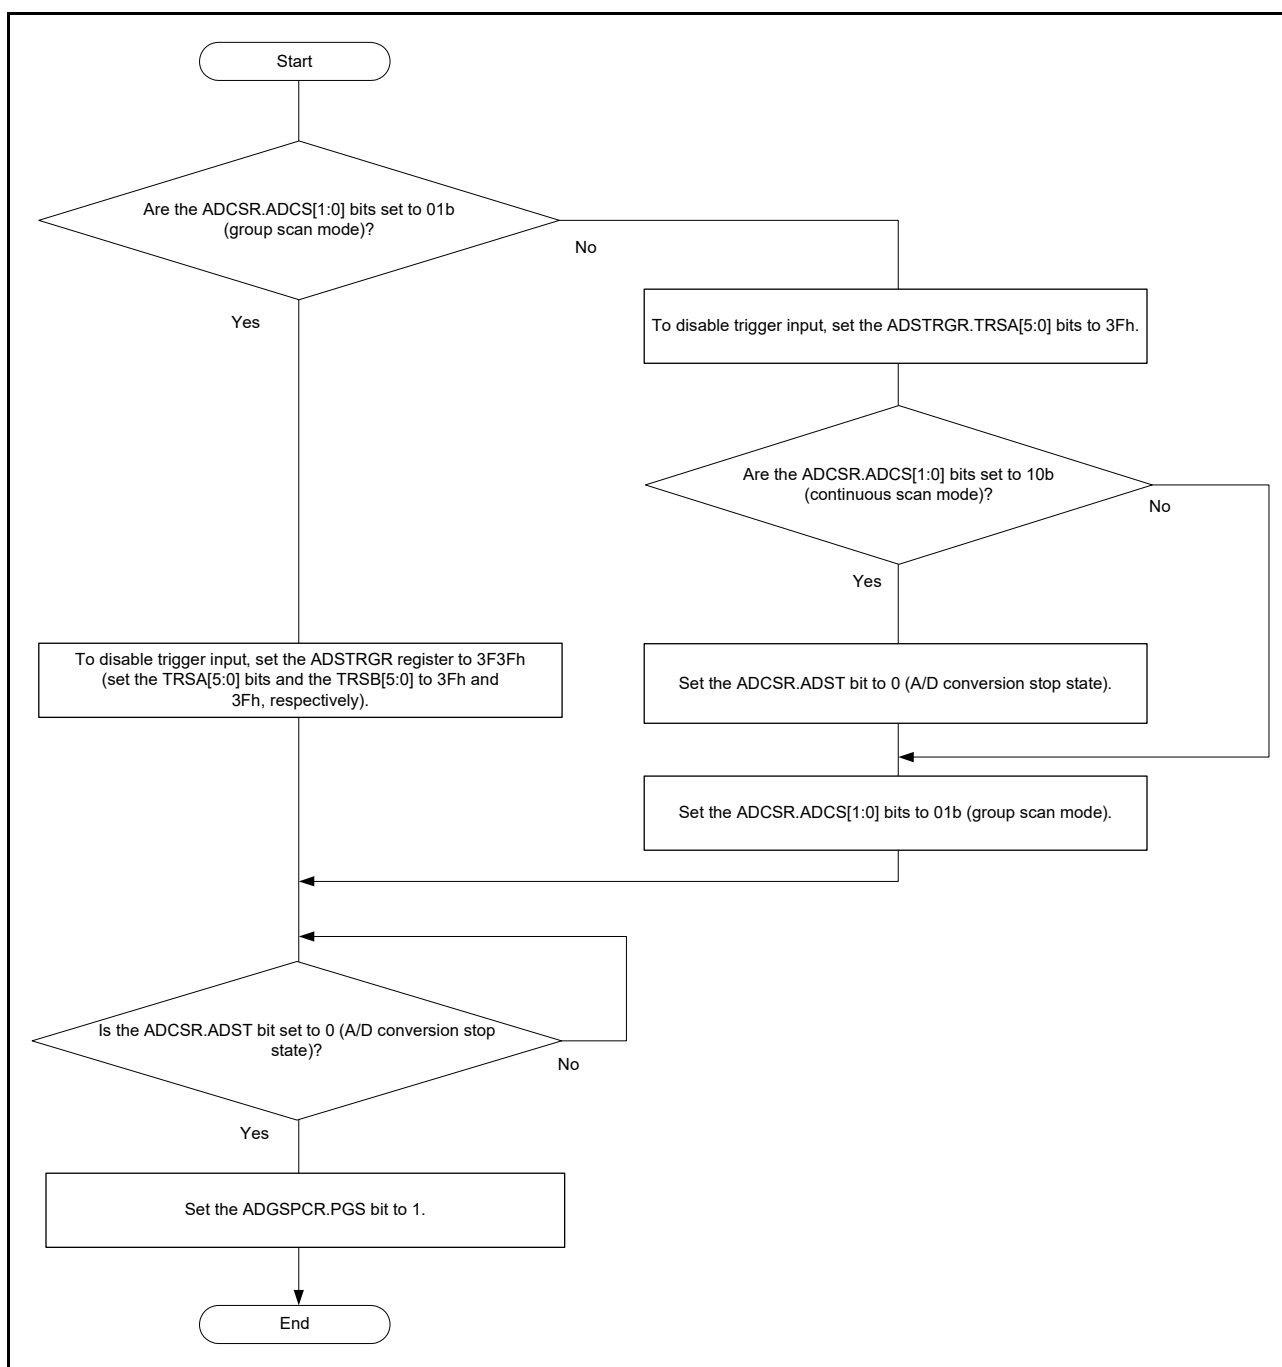 Start
Are the ADCSR.ADCS[1:0] bits set to 01b
(group scan mode)?
No
Yes
To disable trigger input, set the ADSTRGR.TRSA[5:0] bits to 3Fh.
Are the ADCSR.ADCS[1:0] bits set to 10b
(continuous scan mode)?
No
Yes
To disable trigger input, set the ADSTRGR register to 3F3Fh
(set the TRSA[5:0] bits and the TRSB[5:0] to 3Fh and
3Fh, respectively).
Set the ADCSR.ADST bit to 0 (A/D conversion stop state).
Set the ADCSR.ADCS[1:0] bits to 01b (group scan mode).
Is the ADCSR.ADST bit set to 0 (A/D conversion stop
state)?
No
Yes
Set the ADGSPCR.PGS bit to 1.
End